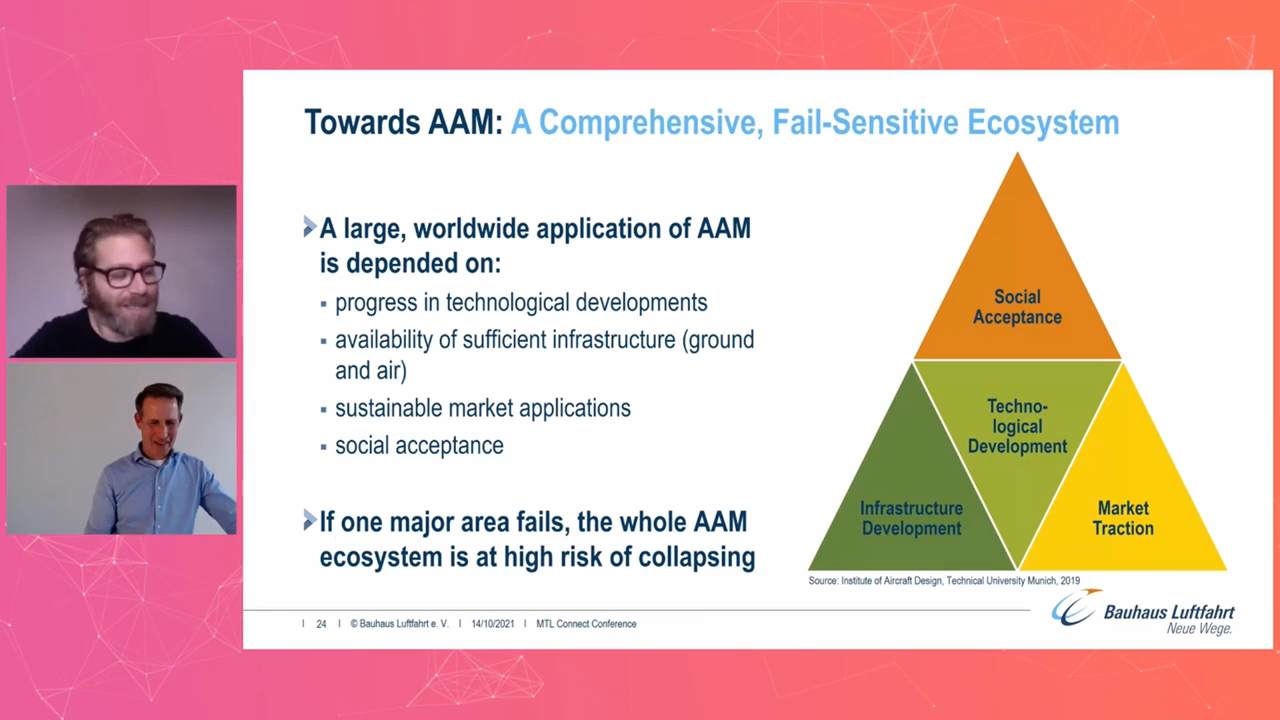 Towards AAM: A Comprehensive, Fail-Sensitive Ecosystem
A large, worldwide application of AAM
is depended on:
▪ progress in technological developments
▪ availability of sufficient infrastructure (ground
and air)
▪ sustainable market applications
▪ social acceptance
If one major area fails, the whole AAM
ecosystem is at high risk of collapsing
Social
Acceptance
Techno-
logical
Development
Infrastructure
Development
Market
Traction
Source: Institute of Aircraft Design, Technical University Munich, 2019
Bauhaus Luftfahrt
Neue Wege.
| 24 | © Bauhaus Luftfahrt e. V. | 14/10/2021 | MTL Connect Conference